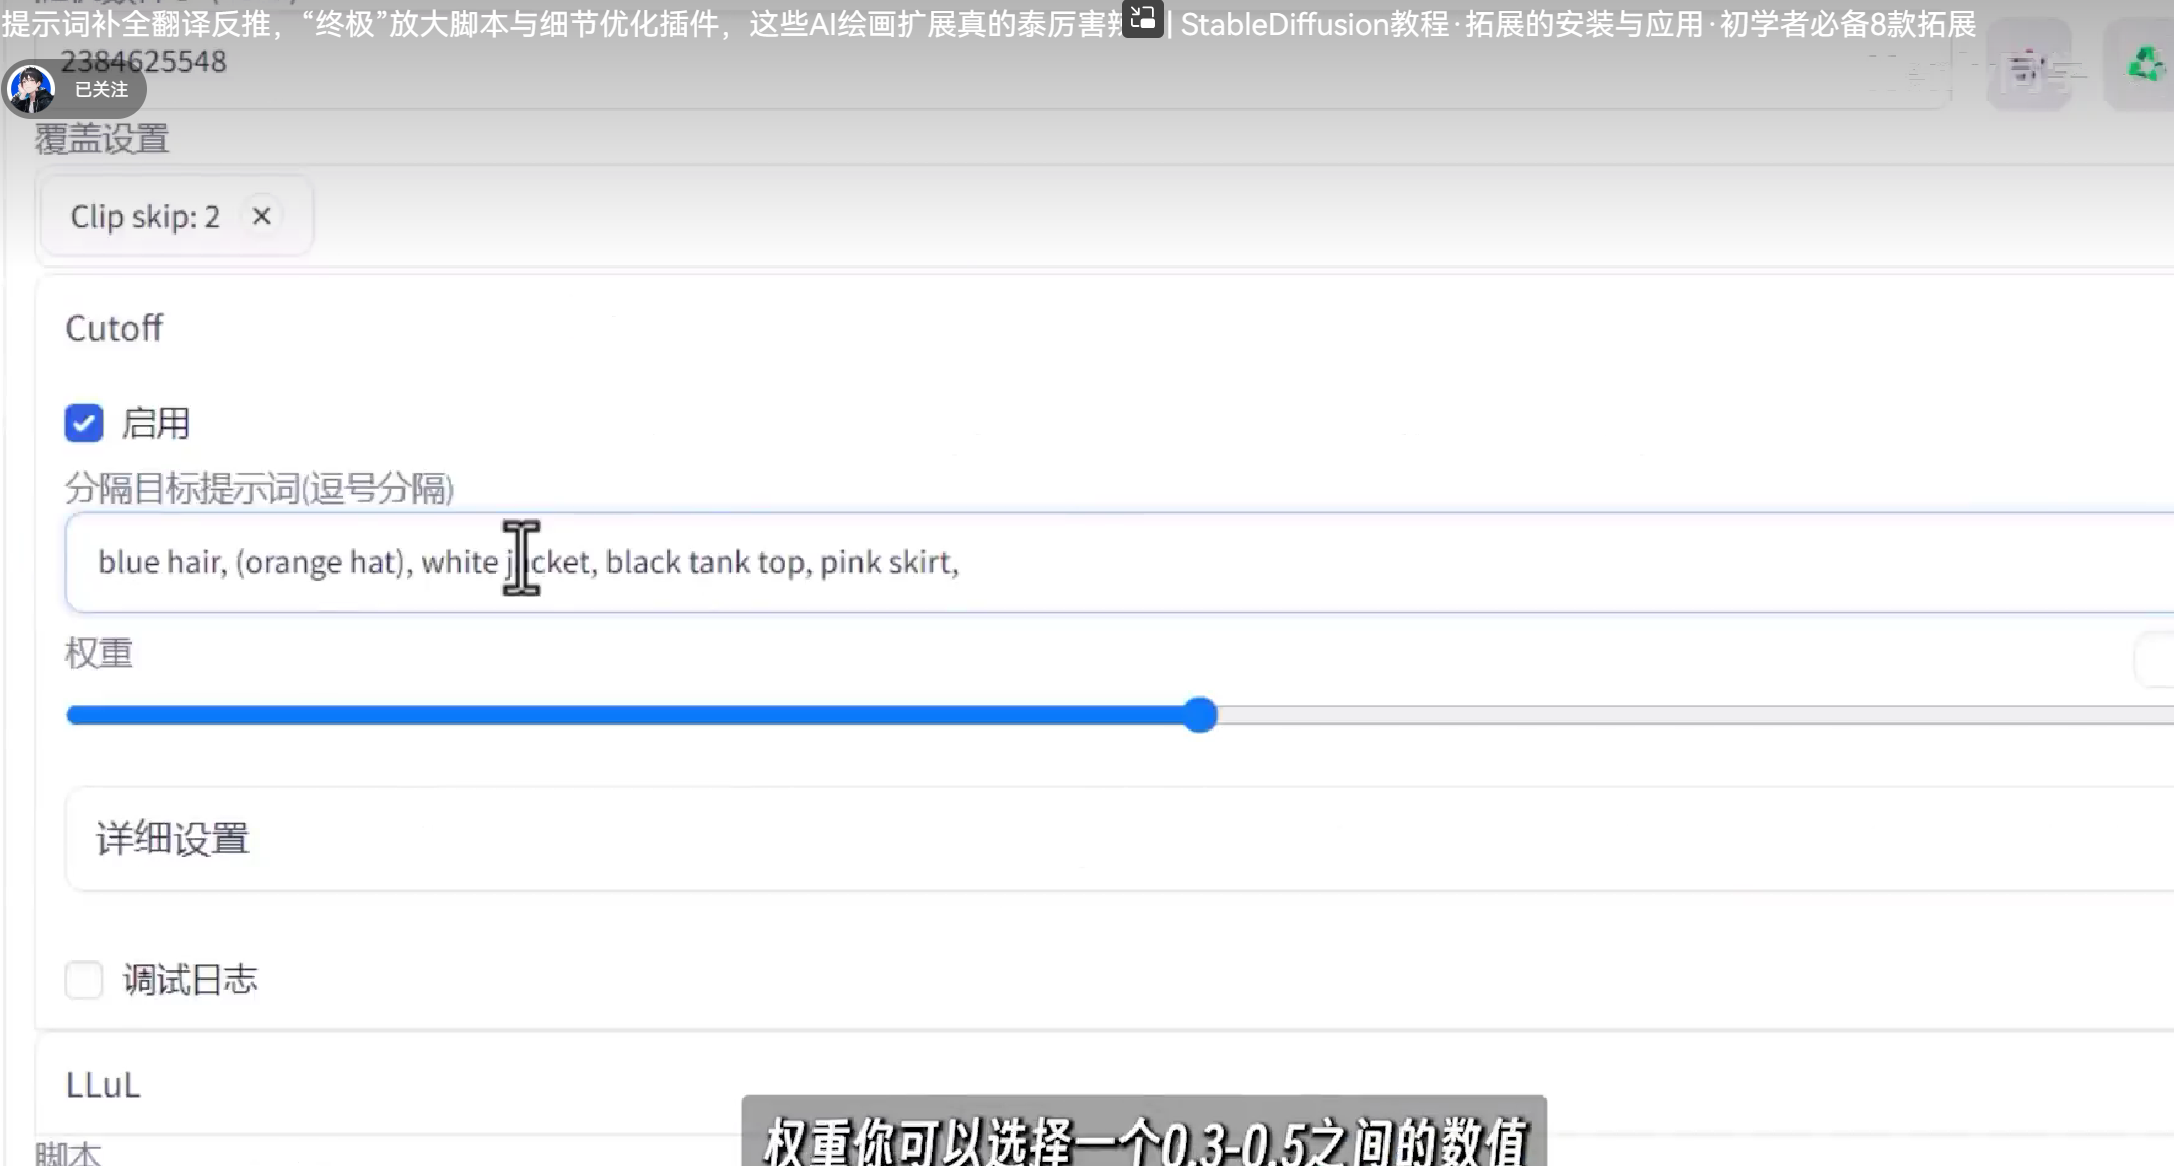 提示词补全翻译反推，“终极”放大脚本与细节优化插件，这些AI绘画扩展真的泰厉害辣 | StableDiffusion教程·拓展的安装与应用·初学者必备8款拓展
2384625548
已关注
覆盖设置
Clip skip: 2 ×
Cutoff
启用
分隔目标提示词(逗号分隔)
blue hair, (orange hat), white jacket, black tank top, pink skirt,
权重
详细设置
调试日志
LLuL
权重你可以选择一个0.3-0.5之间的数值
脚本